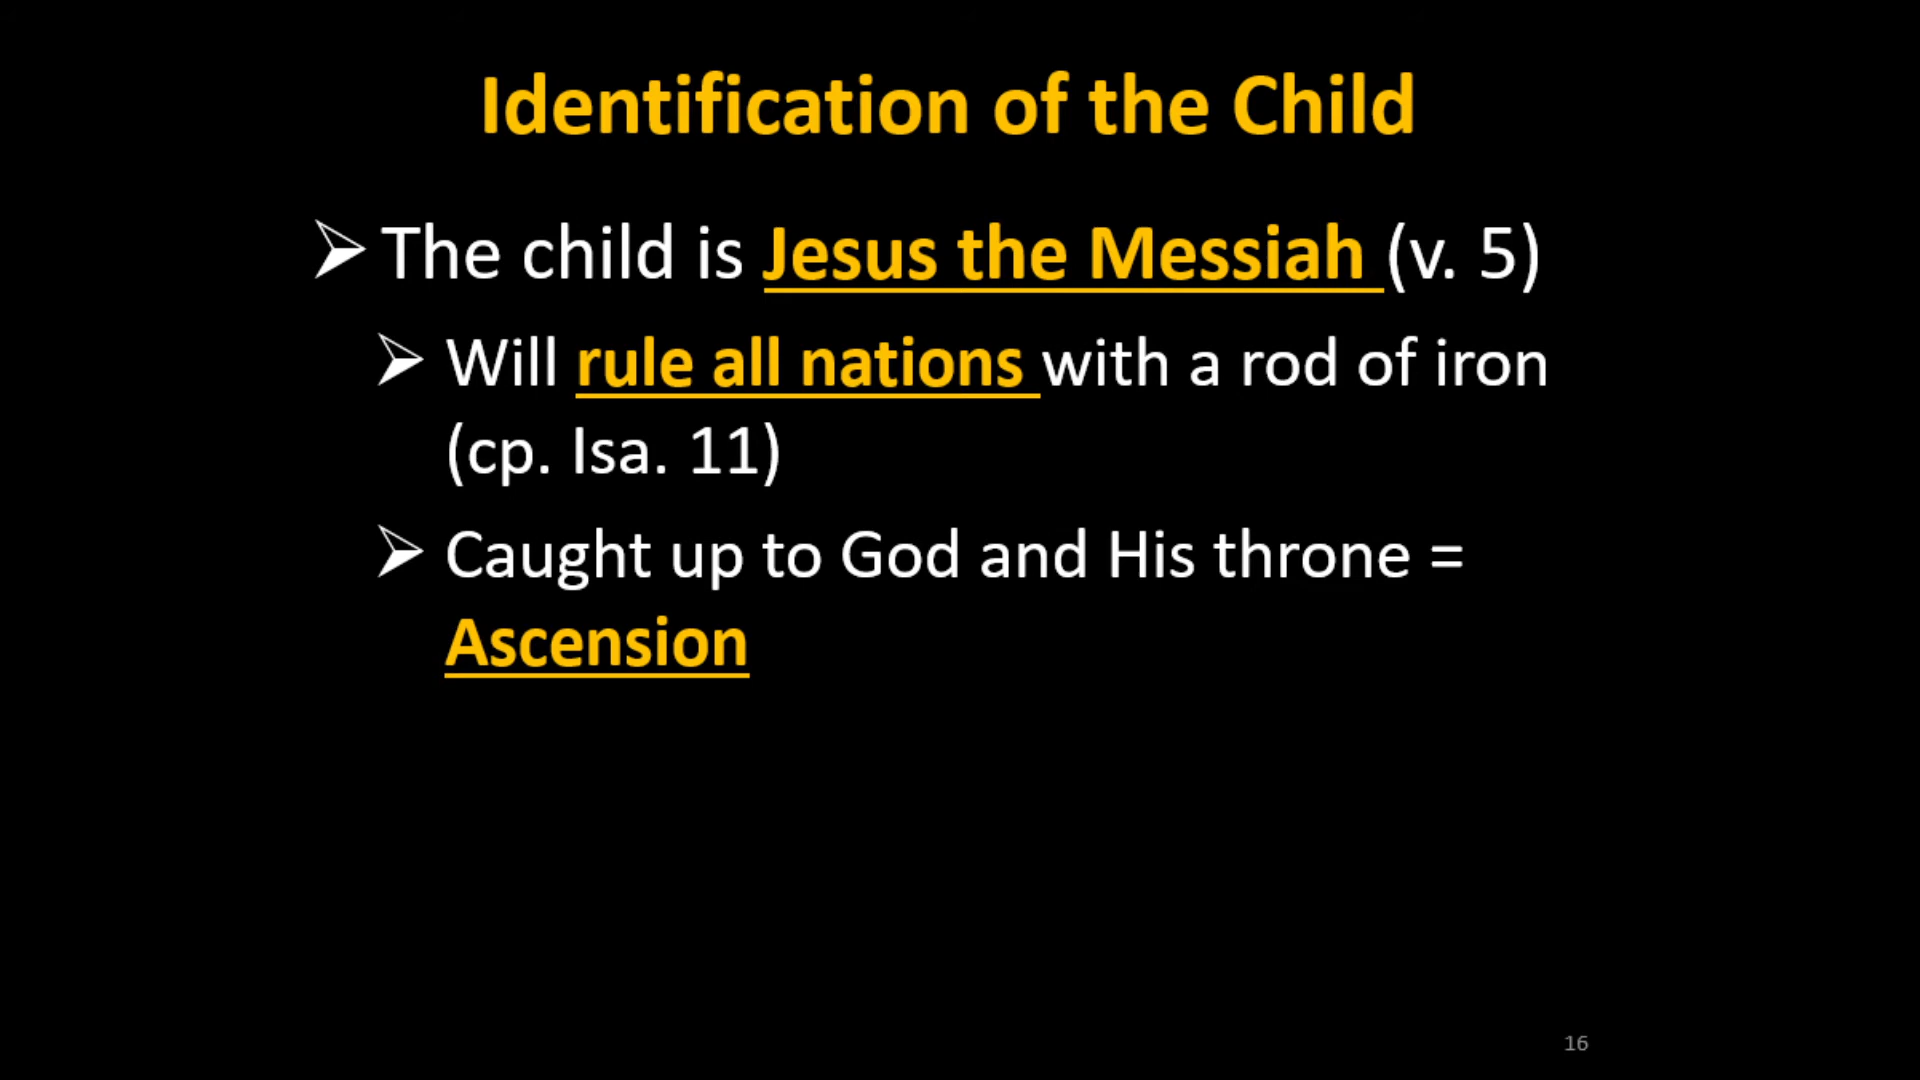 Identification of the Child
The child is Jesus the Messiah (v. 5)
Will rule all nations with a rod of iron
(cp. Isa. 11)
Caught up to God and His throne =
Ascension
16